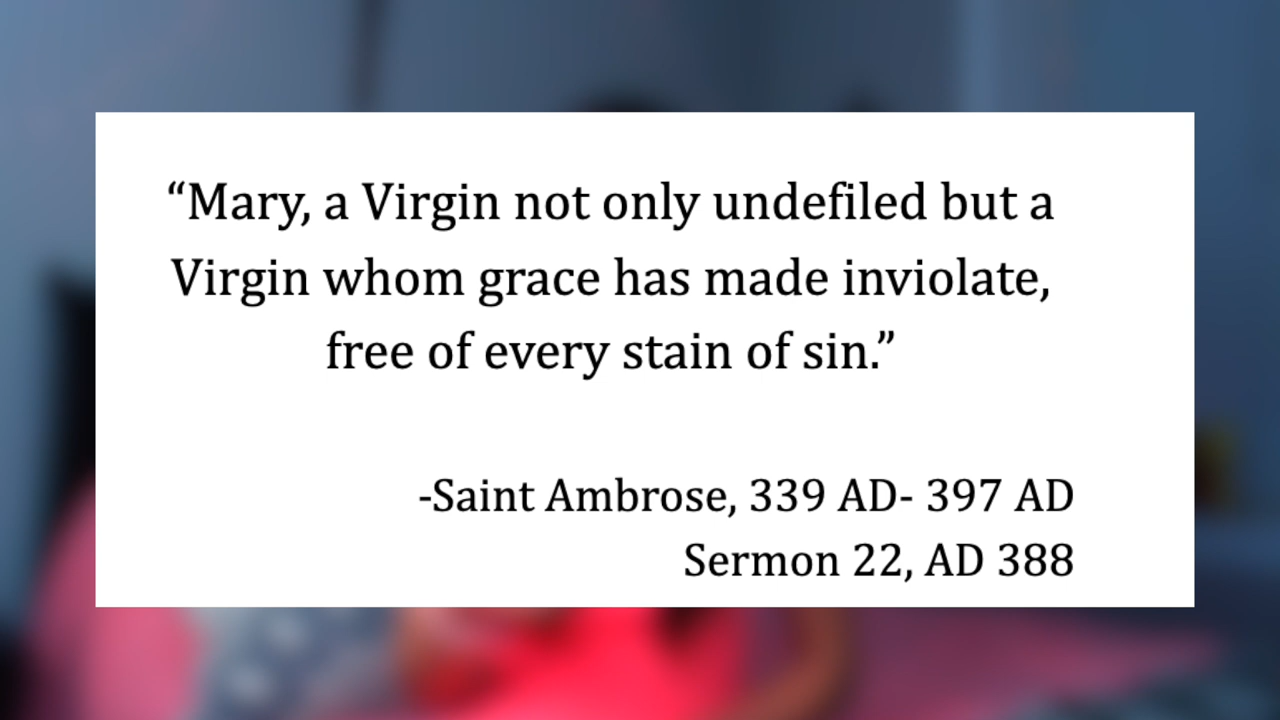 “Mary, a Virgin not only undefiled but a
Virgin whom grace has made inviolate,
free of every stain of sin.”
-Saint Ambrose, 339 AD- 397 AD
Sermon 22, AD 388